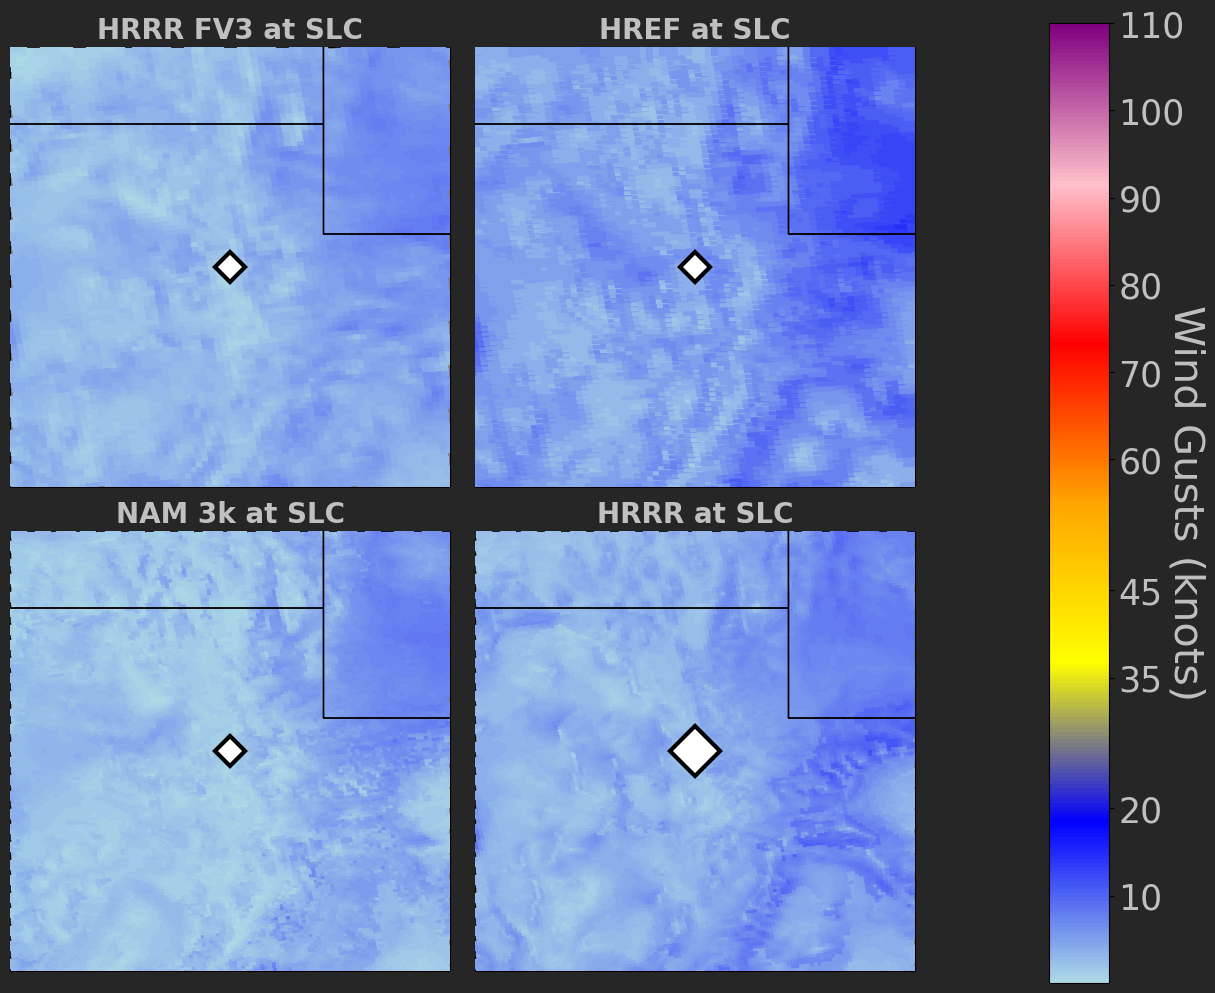 HRRR FV3 at SLC
HREF at SLC
NAM 3k at SLC
HRRR at SLC
110
100
90
80
70
60
45
35
20
10
Wind Gusts (knots)